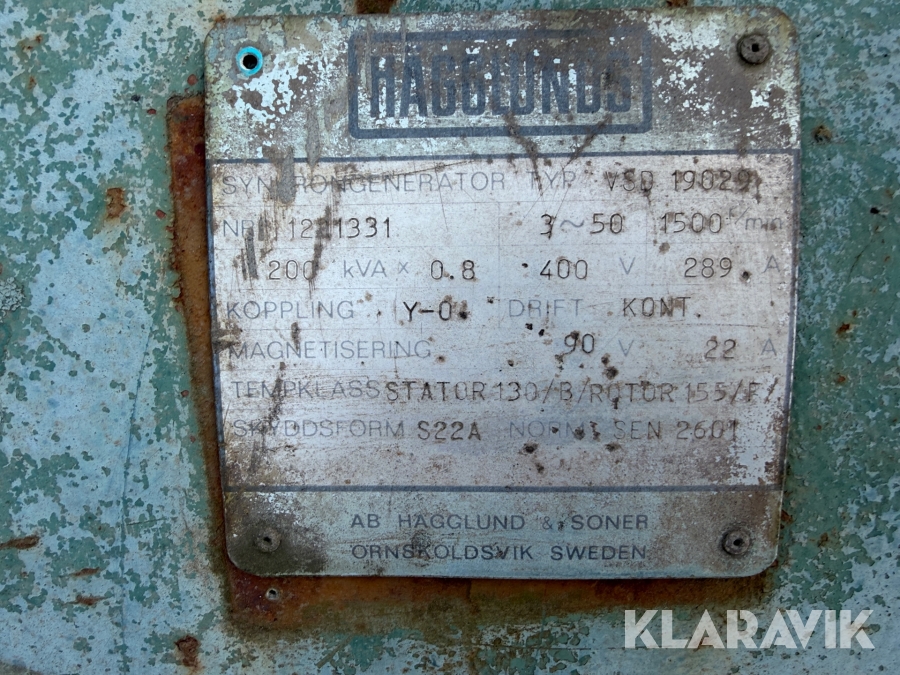 HÄGGLUNDS
SYNKRONGENERATOR TYP VSD 19029
NR 1231331 3~50 1500 r/min
200 kVA x 0.8 400 V 289 A
KOPPLING Y-0 DRIFT KONT.
MAGNETISERING 90 V 22 A
TEMPKLASS STATOR 130/B/ROTOR 155/F/
SKYDDSFORM S22A NORM SEN 2601
AB HÄGGLUND & SÖNER
ÖRNSKÖLDSVIK SWEDEN
KLARAVIK